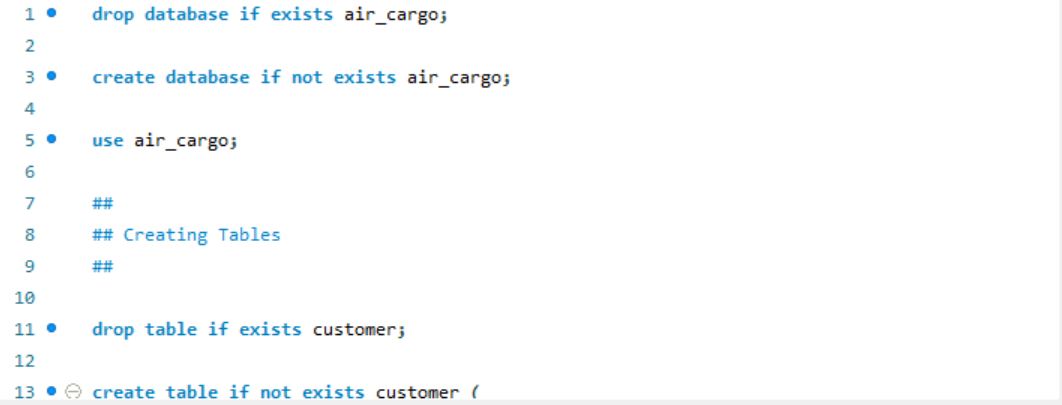 1 drop database if exists air_cargo;
2
3 create database if not exists air_cargo;
4
5 use air_cargo;
6
7 ##
8 ## Creating Tables
9 ##
10
11 drop table if exists customer;
12
13 create table if not exists customer (